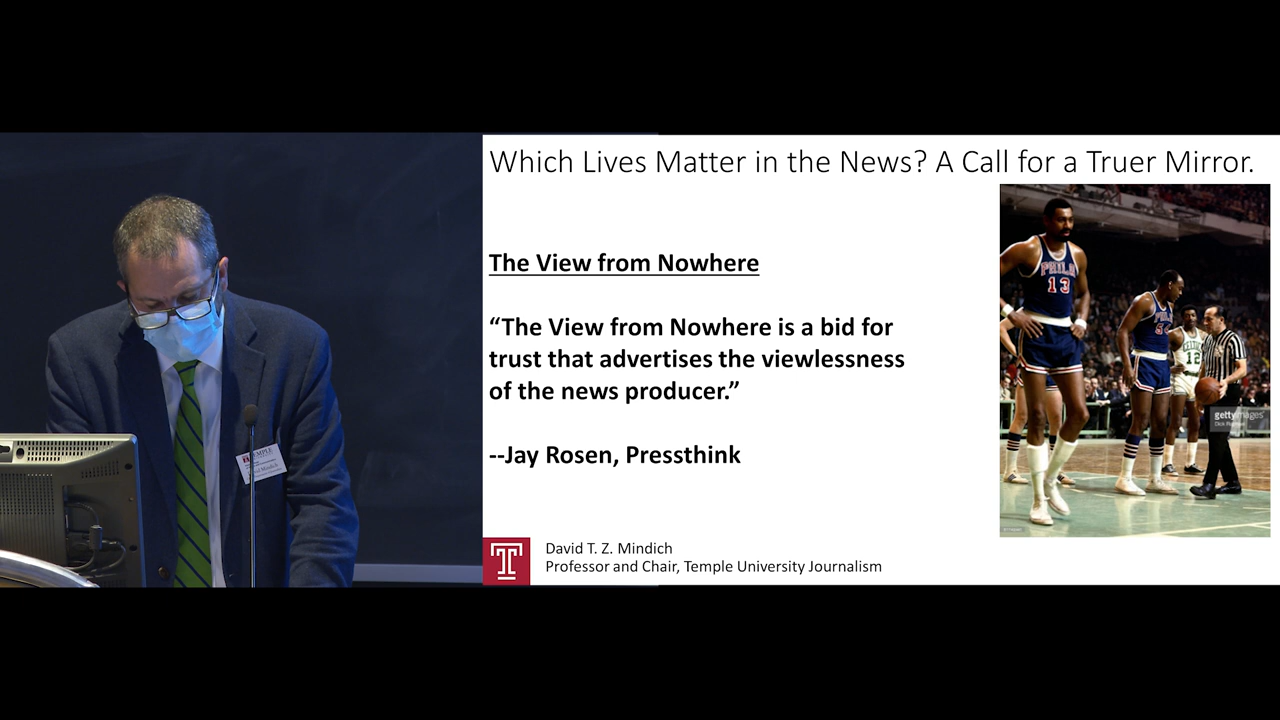 Which Lives Matter in the News? A Call for a Truer Mirror.
The View from Nowhere
“The View from Nowhere is a bid for
trust that advertises the viewlessness
of the news producer.”
--Jay Rosen, Pressthink
David T. Z. Mindich
Professor and Chair, Temple University Journalism
PHILA
13
12
gettyimages
TEMPLE
Mindich